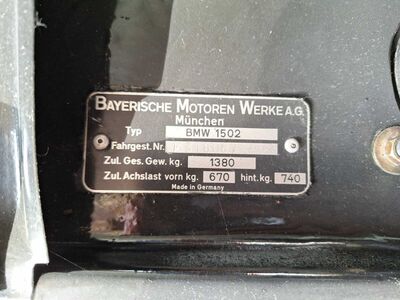 BAYERISCHE MOTOREN WERKE A.G.
München
Typ BMW 1502
Fahrgest. Nr.
Zul. Ges. Gew. kg. 1380
Zul. Achslast vorn kg. 670 hint. kg. 740
Made in Germany